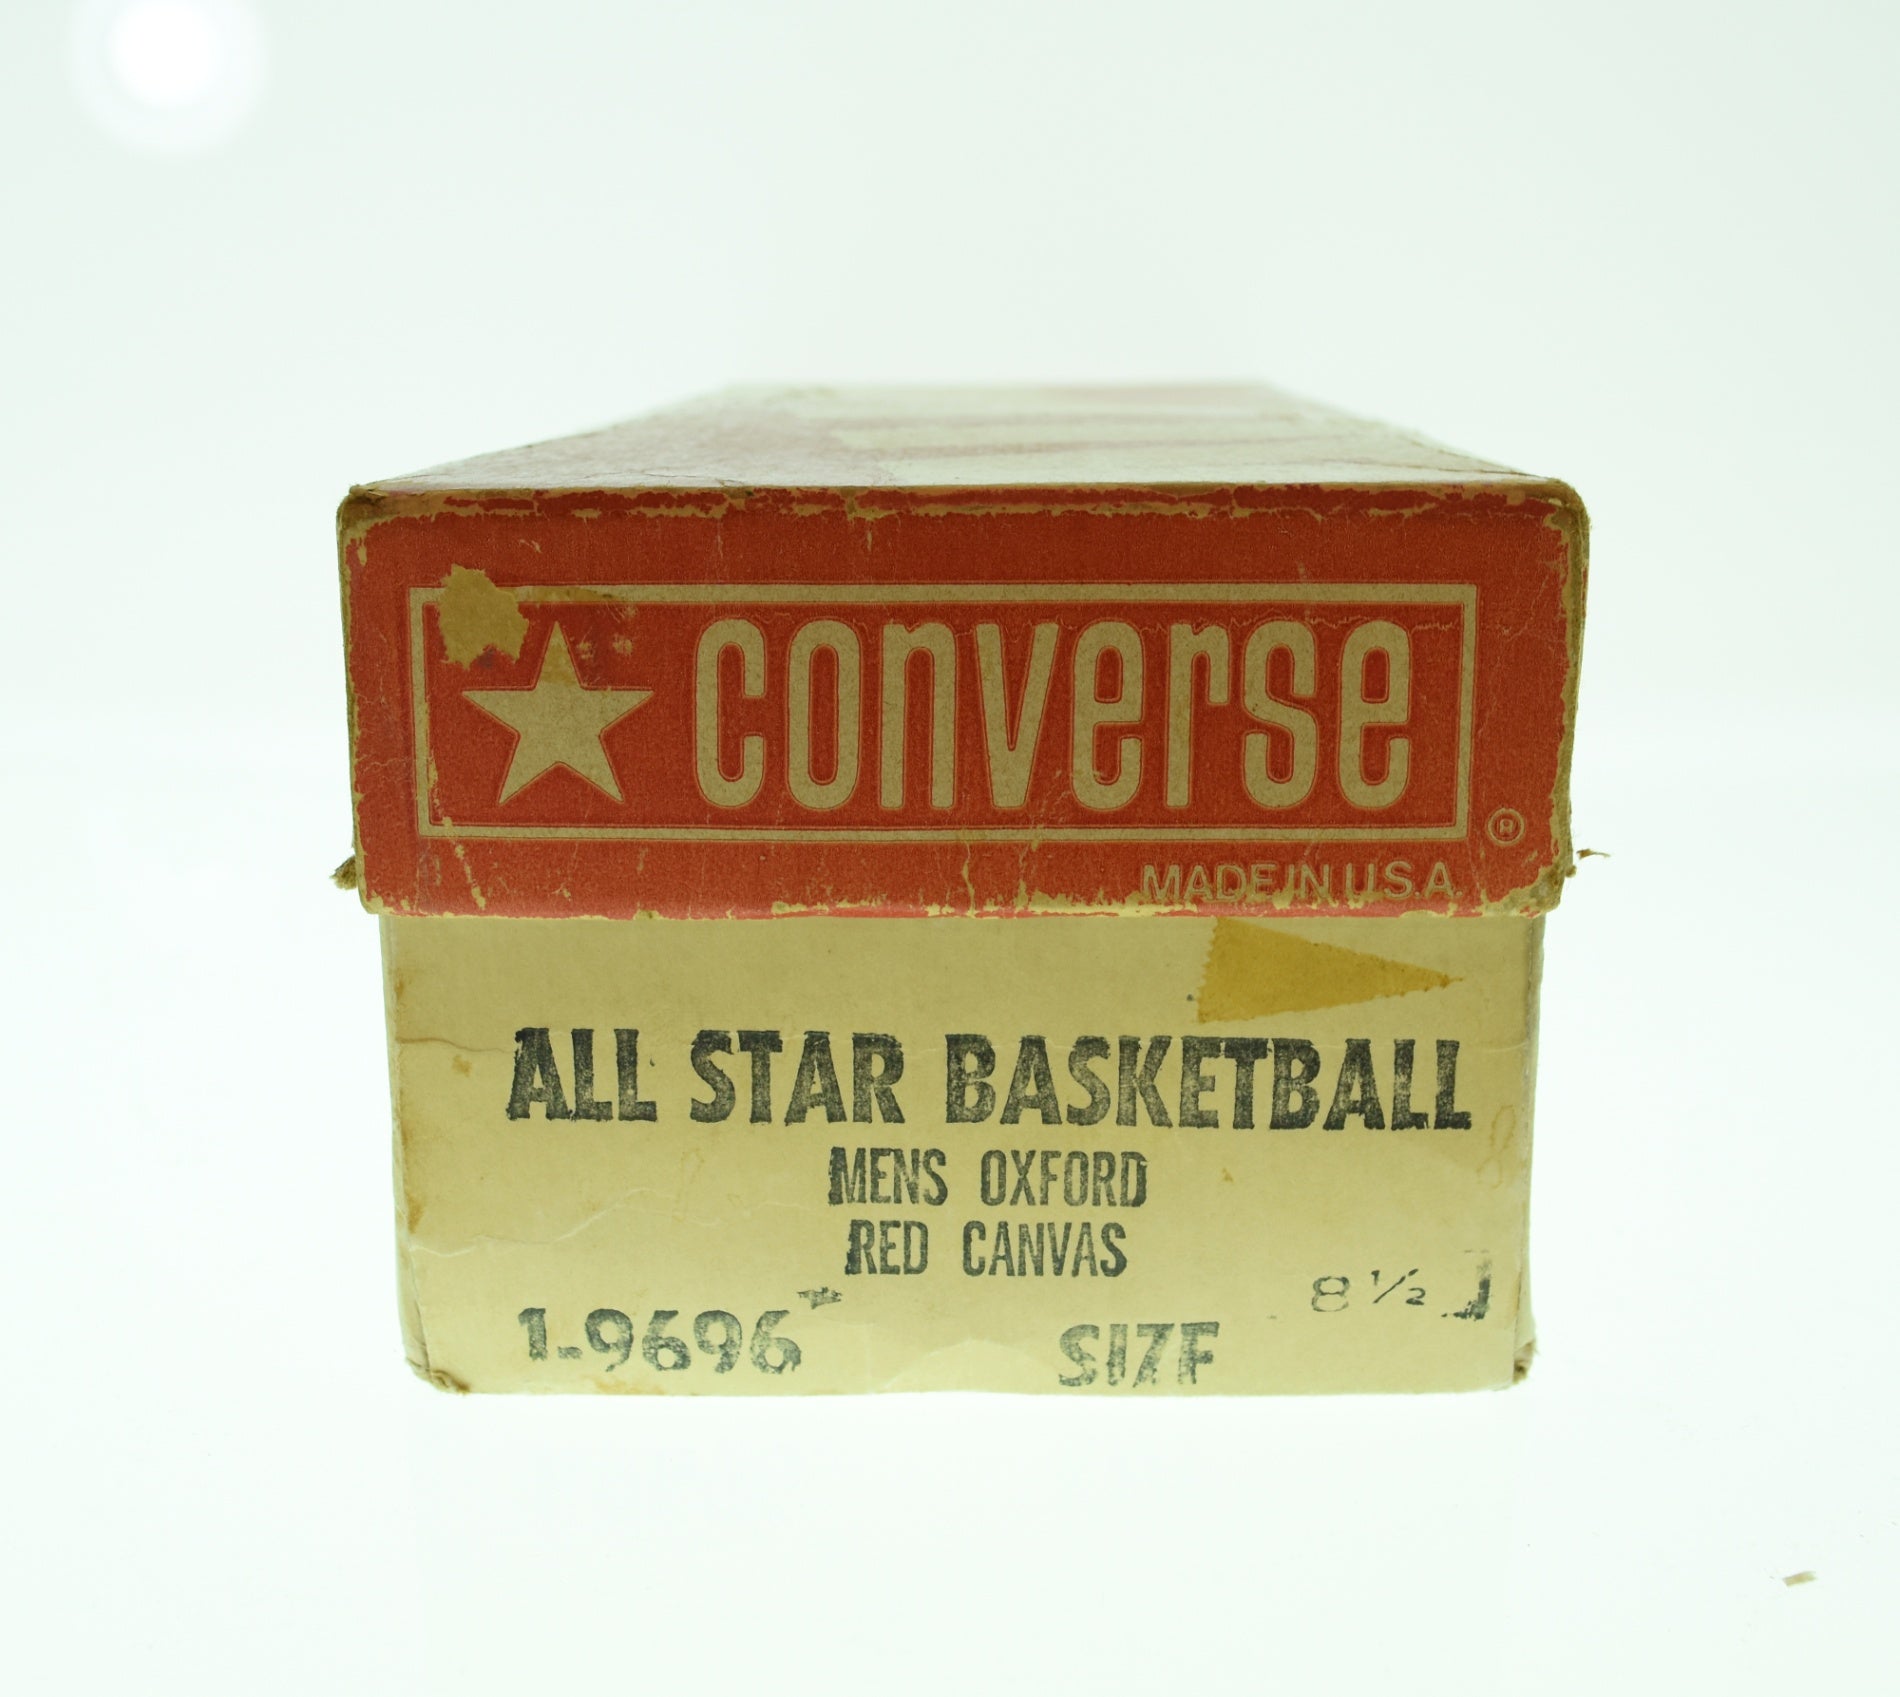 converse ®
MADE IN U.S.A.
ALL STAR BASKETBALL
MENS OXFORD
RED CANVAS
1-9696 SIZE 8 1/2